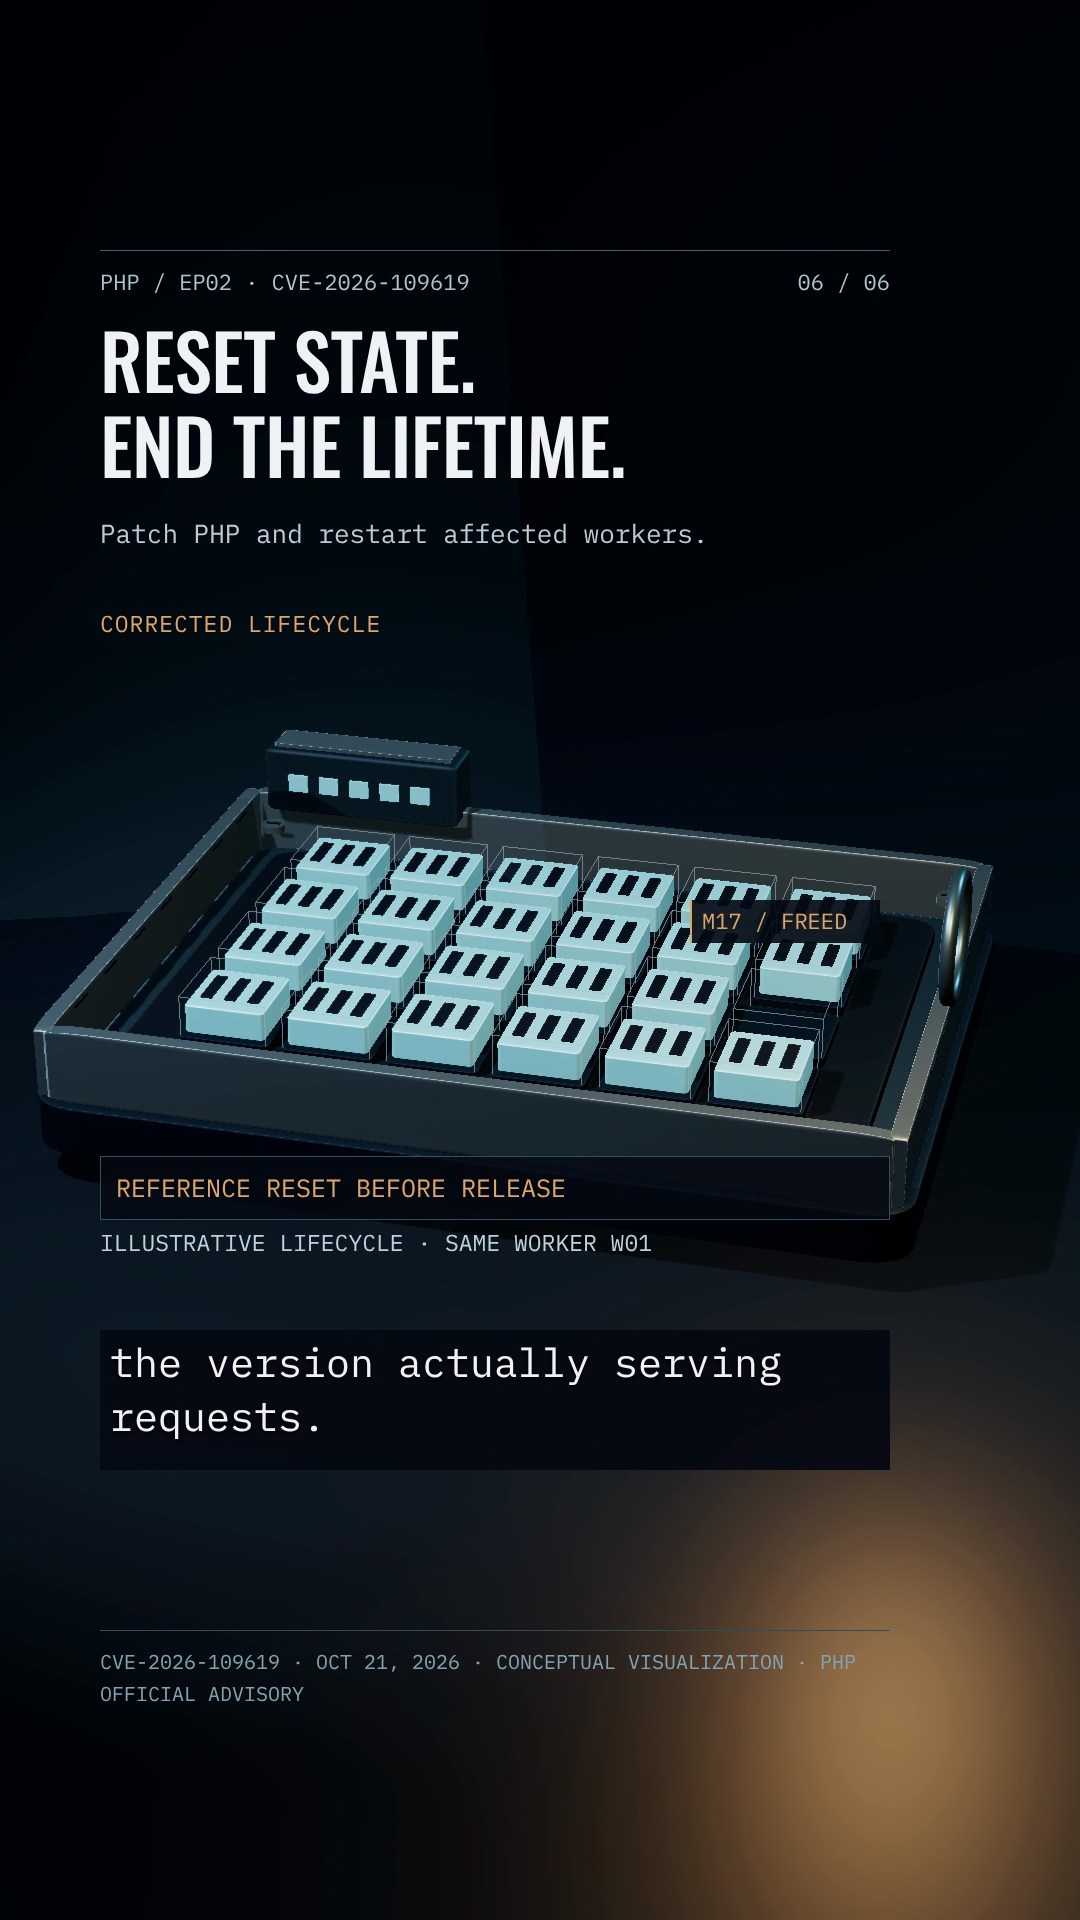 PHP / EP02 · CVE-2026-109619
06 / 06
RESET STATE.
END THE LIFETIME.
Patch PHP and restart affected workers.
CORRECTED LIFECYCLE
M17 / FREED
REFERENCE RESET BEFORE RELEASE
ILLUSTRATIVE LIFECYCLE · SAME WORKER W01
the version actually serving
requests.
CVE-2026-109619 · OCT 21, 2026 · CONCEPTUAL VISUALIZATION · PHP
OFFICIAL ADVISORY